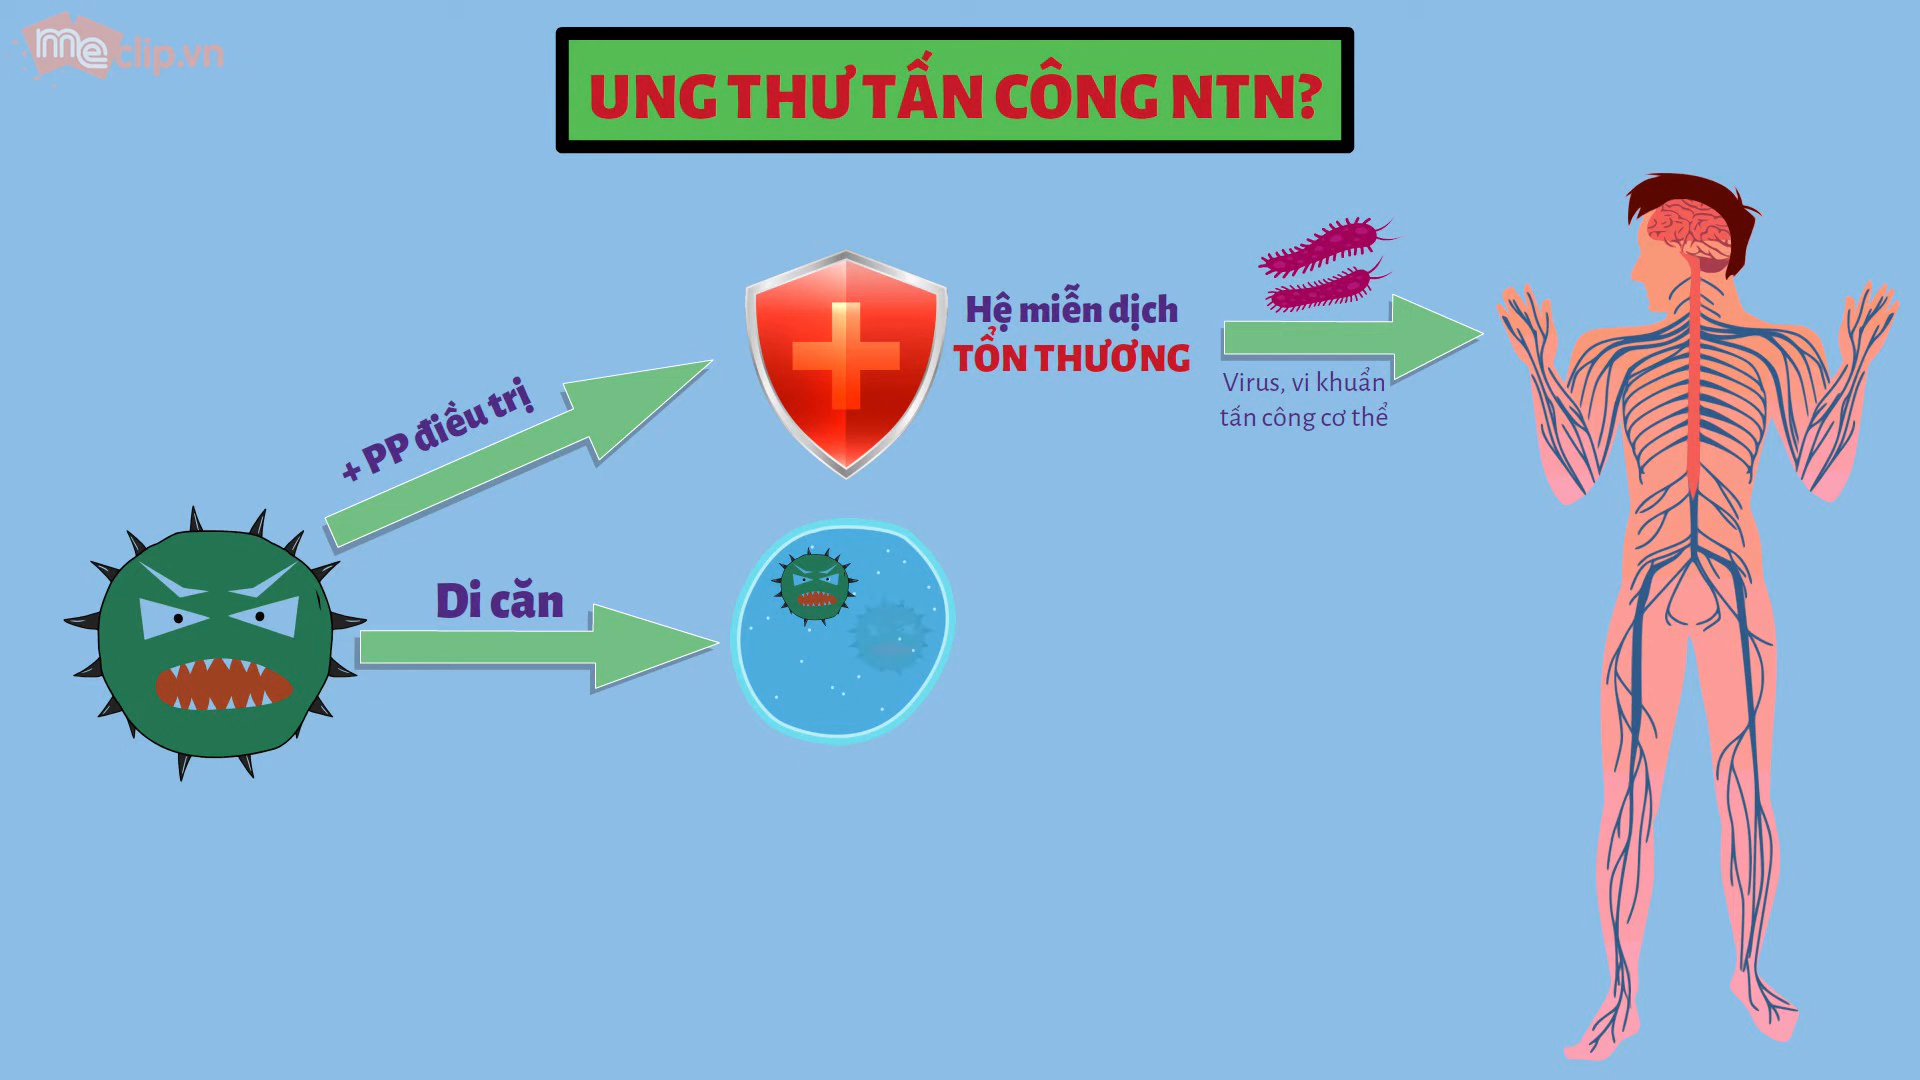 meclip.vn
UNG THƯ TẤN CÔNG NTN?
+ PP điều trị
Hệ miễn dịch
TỔN THƯƠNG
Virus, vi khuẩn
tấn công cơ thể
Di căn